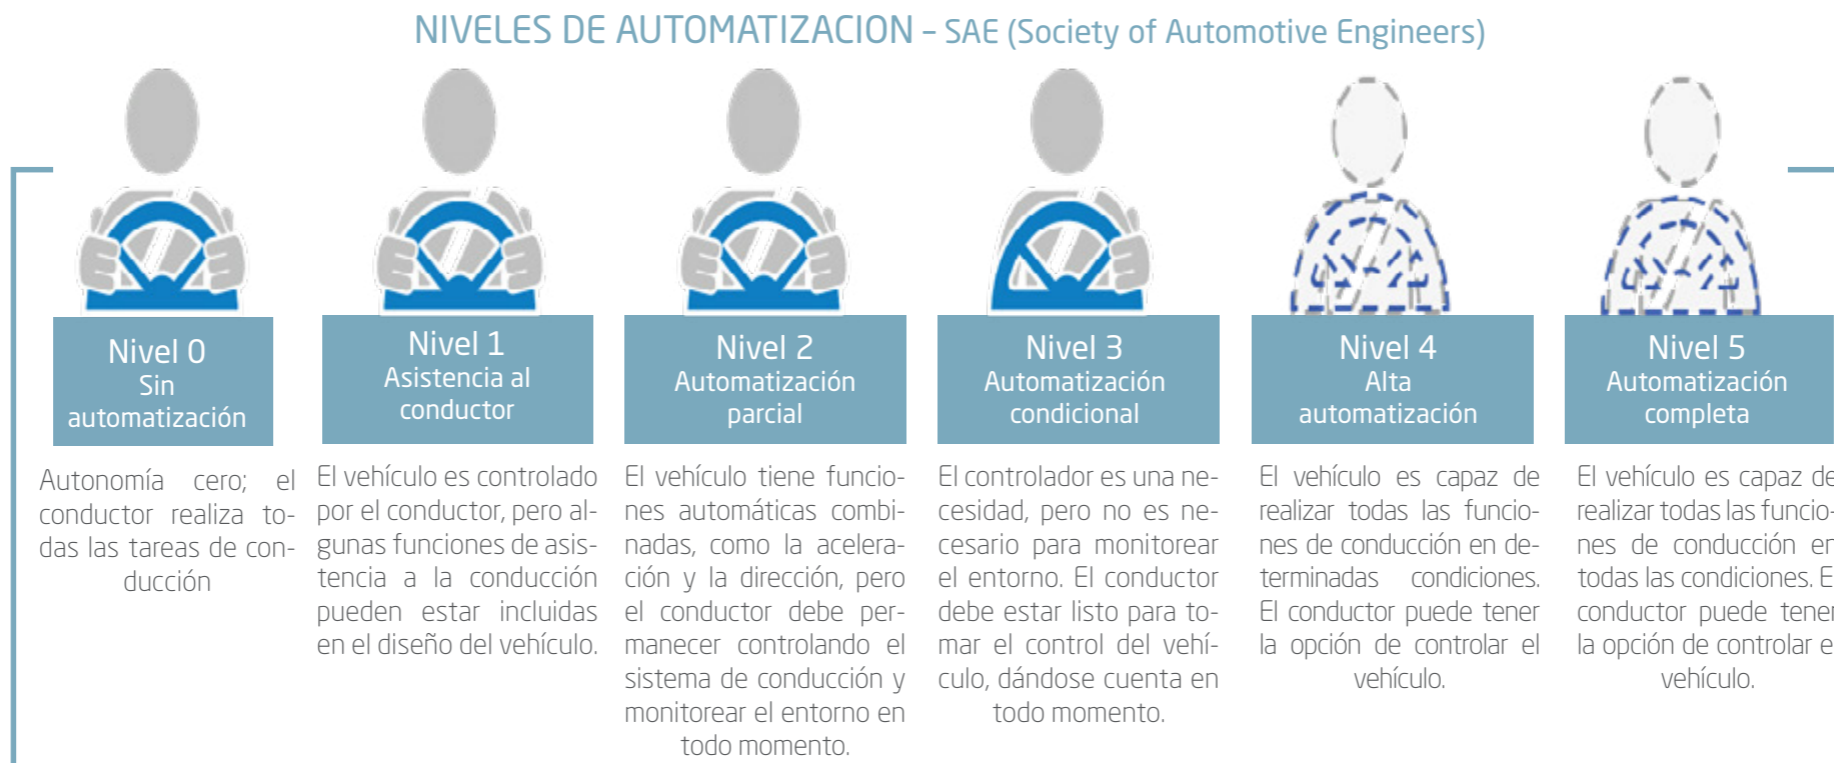 NIVELES DE AUTOMATIZACION – SAE (Society of Automotive Engineers)
Nivel 0
Sin
automatización
Autonomía cero; el
conductor realiza to-
das las tareas de con-
ducción
Nivel 1
Asistencia al
conductor
El vehículo es controlado
por el conductor, pero al-
gunas funciones de asis-
tencia a la conducción
pueden estar incluidas
en el diseño del vehículo.
Nivel 2
Automatización
parcial
El vehículo tiene funcio-
nes automáticas combi-
nadas, como la acelera-
ción y la dirección, pero
el conductor debe per-
manecer controlando el
sistema de conducción y
monitorear el entorno en
todo momento.
Nivel 3
Automatización
condicional
El controlador es una ne-
cesidad, pero no es ne-
cesario para monitorear
el entorno. El conductor
debe estar listo para to-
mar el control del vehí-
culo, dándose cuenta en
todo momento.
Nivel 4
Alta
automatización
El vehículo es capaz de
realizar todas las funcio-
nes de conducción en de-
terminadas condiciones.
El conductor puede tener
la opción de controlar el
vehículo.
Nivel 5
Automatización
completa
El vehículo es capaz de
realizar todas las funcio-
nes de conducción en
todas las condiciones. El
conductor puede tener
la opción de controlar el
vehículo.